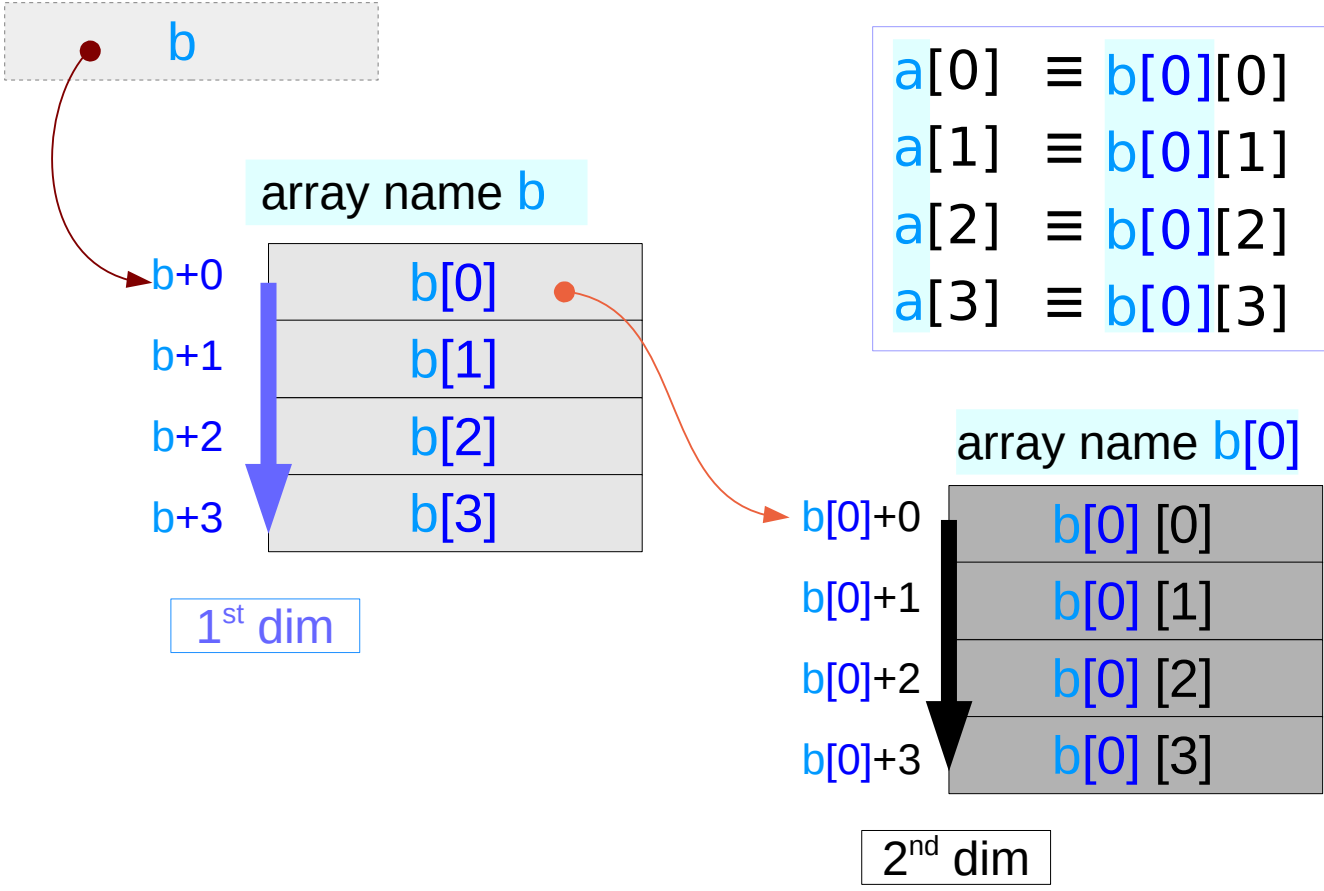 b
a[0] ≡ b[0][0]
a[1] ≡ b[0][1]
a[2] ≡ b[0][2]
a[3] ≡ b[0][3]
array name b
b+0 b[0]
b+1 b[1]
b+2 b[2]
b+3 b[3]
1st dim
array name b[0]
b[0]+0 b[0] [0]
b[0]+1 b[0] [1]
b[0]+2 b[0] [2]
b[0]+3 b[0] [3]
2nd dim